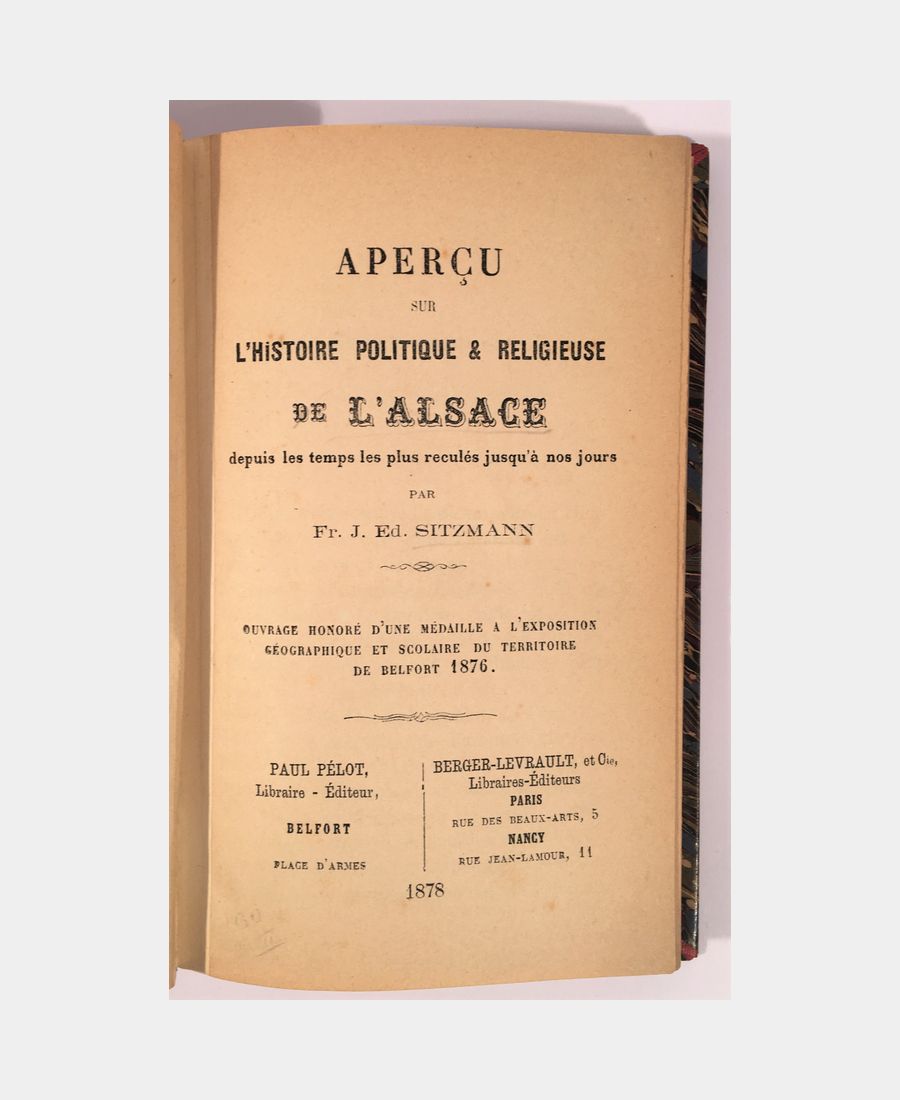 APERÇU
SUR
L'HiSTOIRE POLITIQUE & RELIGIEUSE
DE L'ALSACE
depuis les temps les plus reculés jusqu'à nos jours
PAR
Fr. J. Ed. SITZMANN
OUVRAGE HONORÉ D'UNE MÉDAILLE A L'EXPOSITION
GÉOGRAPHIQUE ET SCOLAIRE DU TERRITOIRE
DE BELFORT 1876.
PAUL PÉLOT,
Libraire - Éditeur,
BELFORT
PLACE D'ARMES
BERGER-LEVRAULT, et Cie,
Libraires-Éditeurs
PARIS
RUE DES BEAUX-ARTS, 5
NANCY
RUE JEAN-LAMOUR, 11
1878